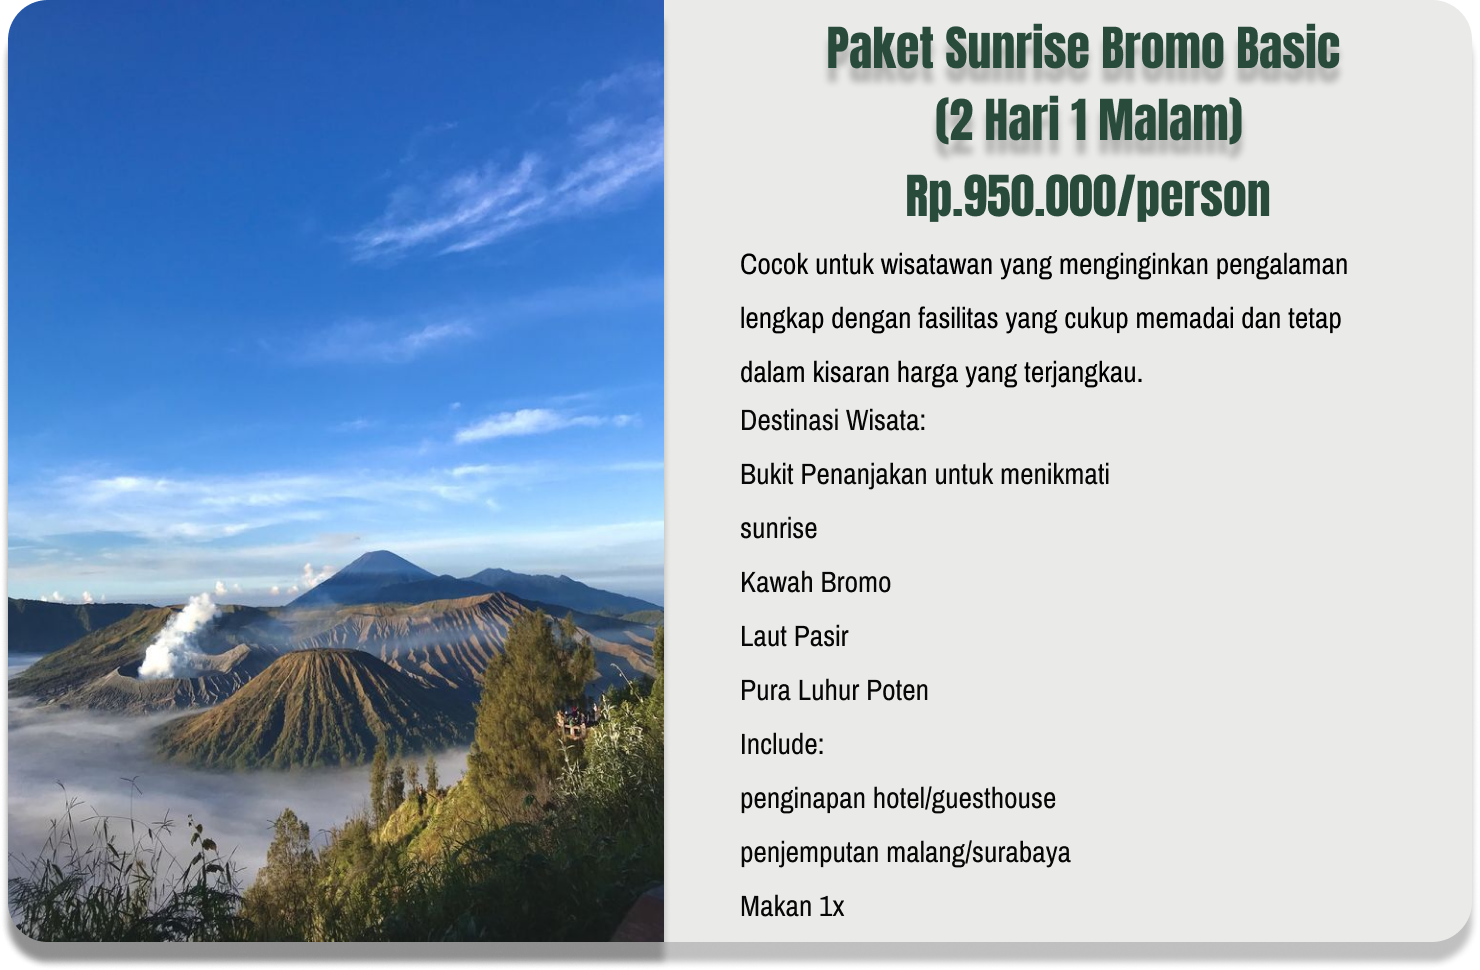 Paket Sunrise Bromo Basic
(2 Hari 1 Malam)
Rp.950.000/person
Cocok untuk wisatawan yang menginginkan pengalaman
lengkap dengan fasilitas yang cukup memadai dan tetap
dalam kisaran harga yang terjangkau.
Destinasi Wisata:
Bukit Penanjakan untuk menikmati
sunrise
Kawah Bromo
Laut Pasir
Pura Luhur Poten
Include:
penginapan hotel/guesthouse
penjemputan malang/surabaya
Makan 1x